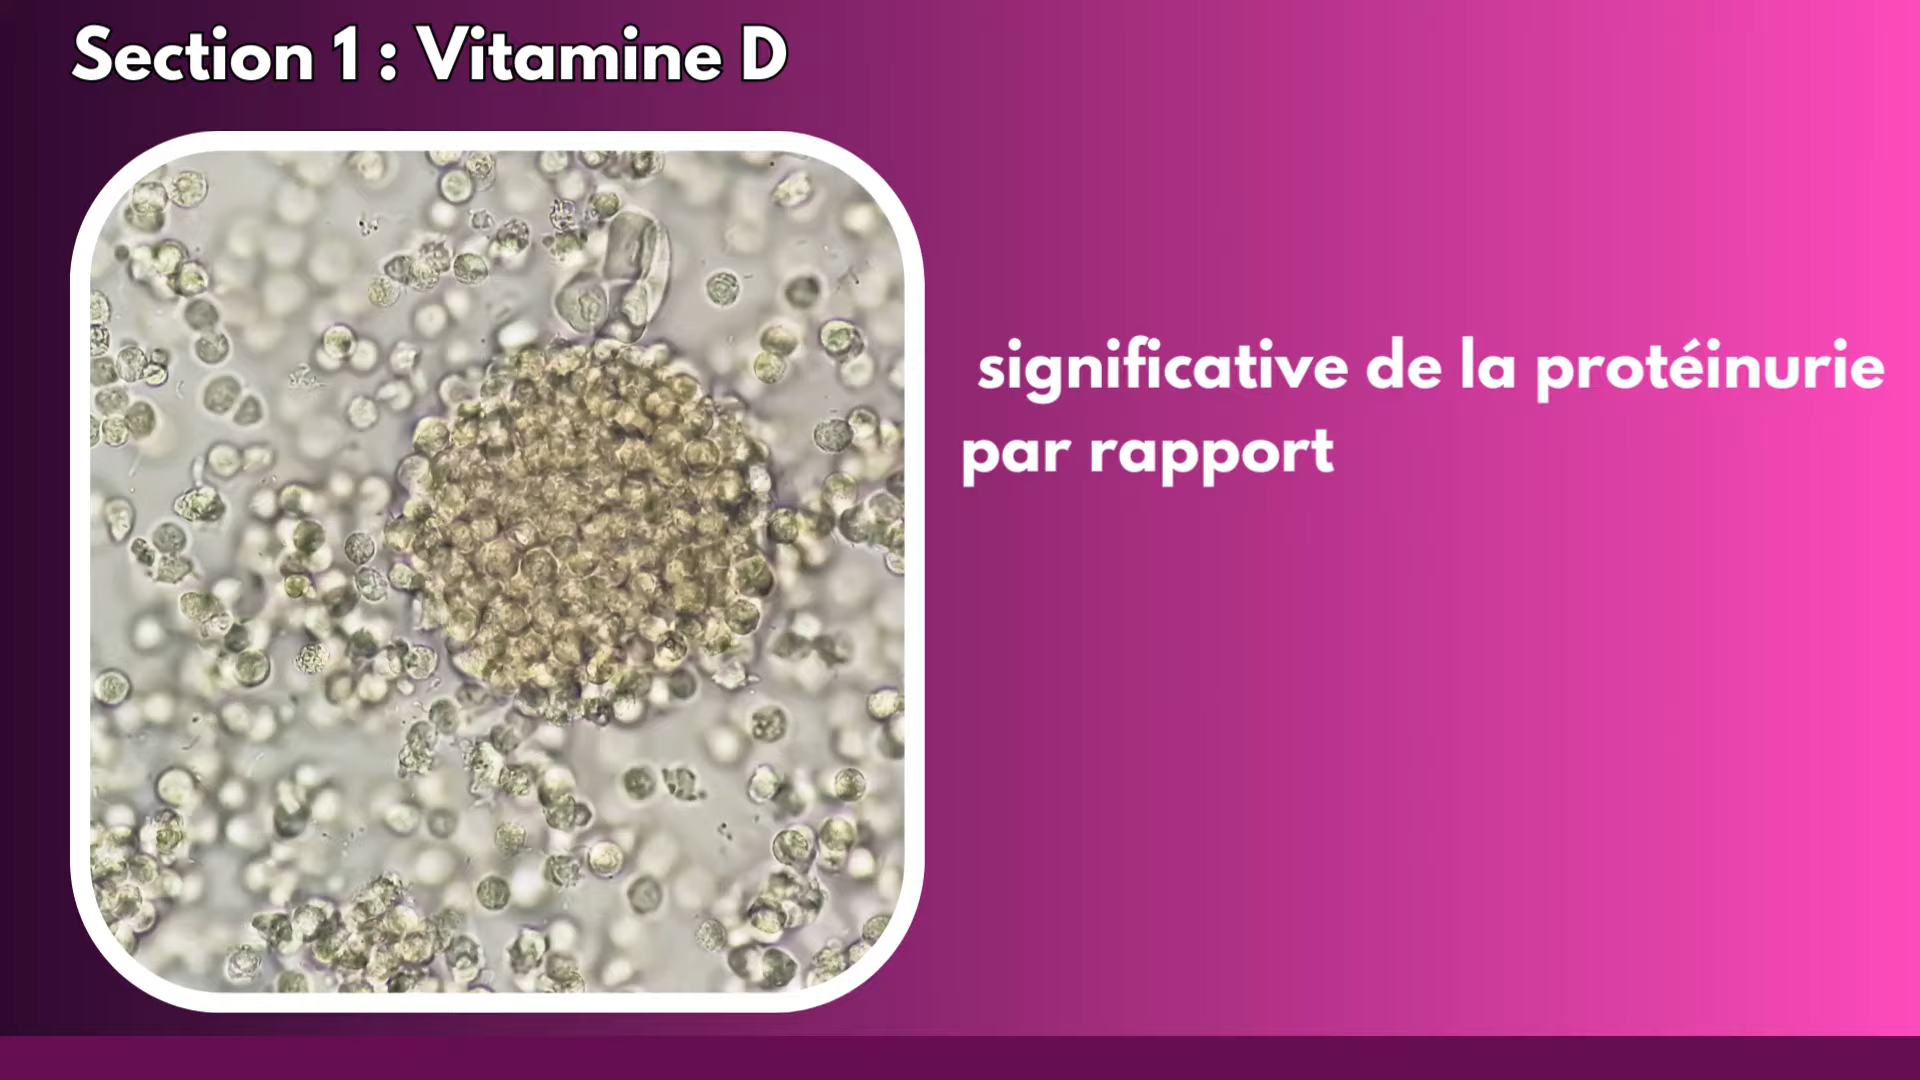 Section 1 : Vitamine D
significative de la protéinurie
par rapport